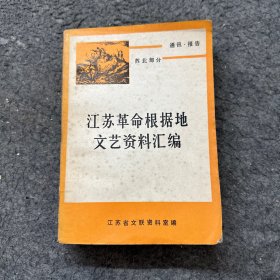 通讯·报告
苏北部分
江苏革命根据地
文艺资料汇编
江苏省文联资料室编